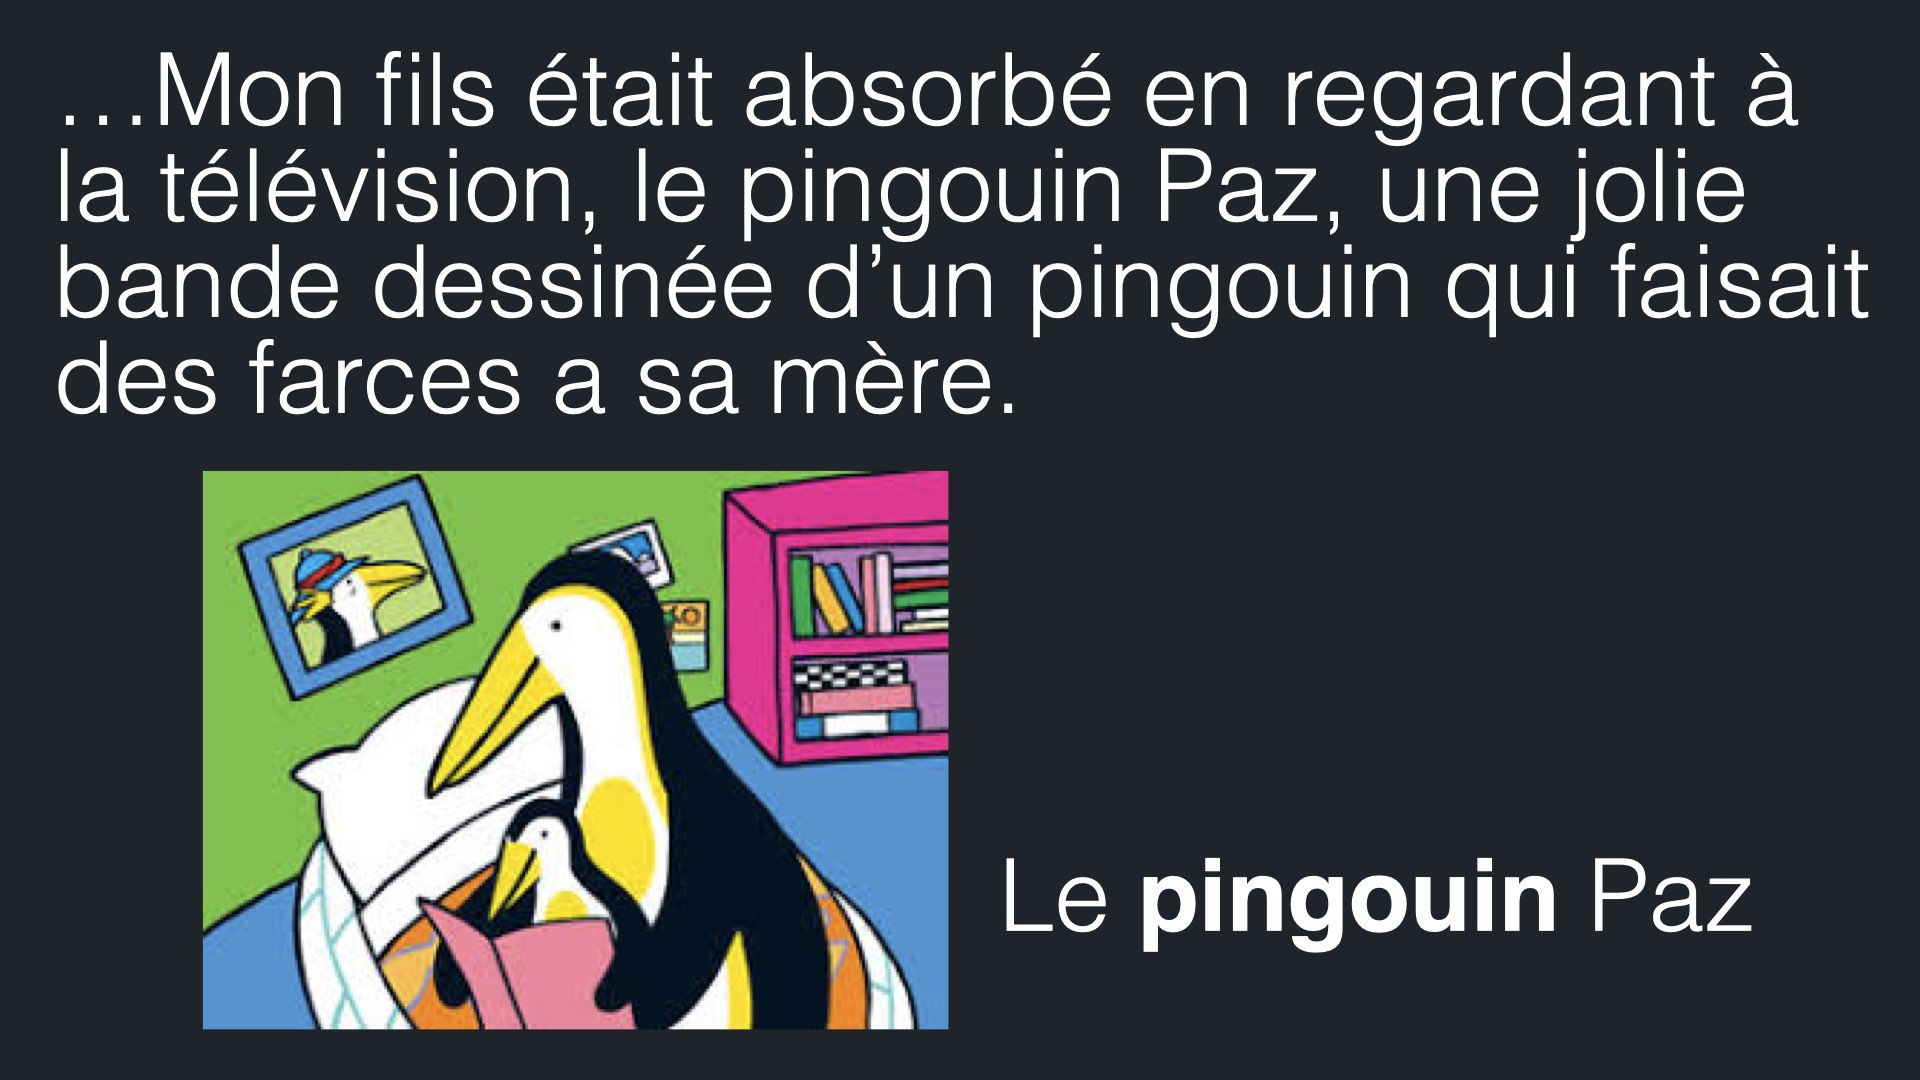 …Mon fils était absorbé en regardant à
la télévision, le pingouin Paz, une jolie
bande dessinée d’un pingouin qui faisait
des farces a sa mère.
Le pingouin Paz